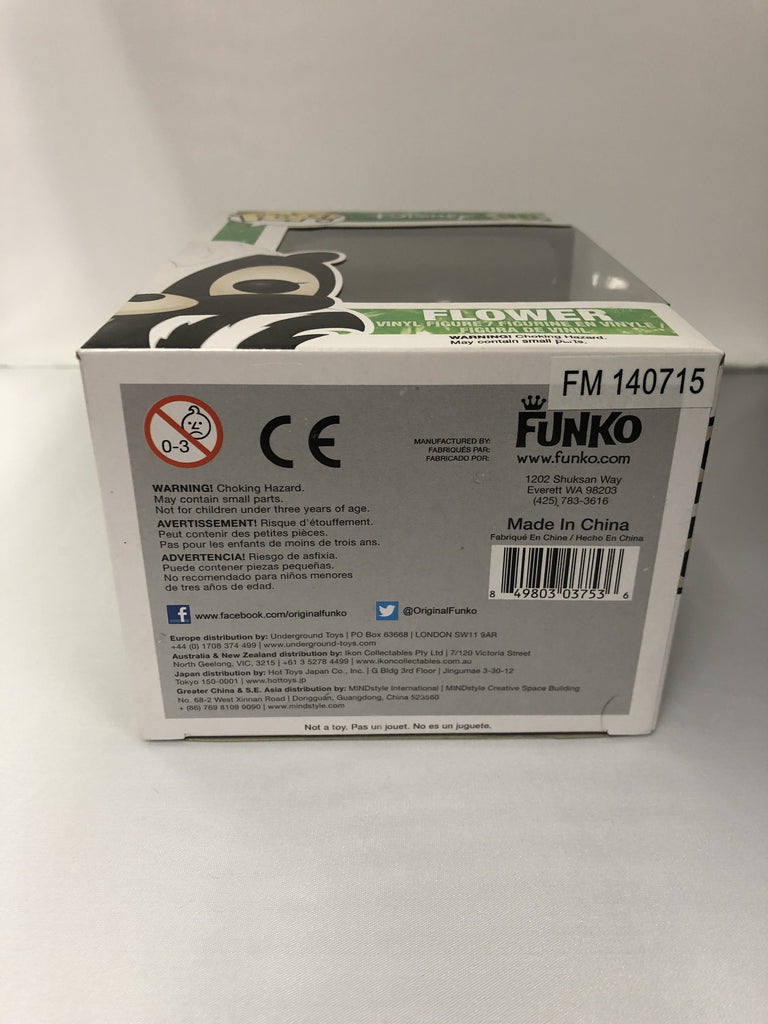 POP!
FLOWER
VINYL FIGURE / FIGURINE EN VINYLE /
FIGURA DE VINIL
WARNING! Choking Hazard.
May contain small parts.
FM 140715
0-3
CE
MANUFACTURED BY:
FABRIQUÉS PAR:
FABRICADO POR:
FUNKO
www.funko.com
1202 Shuksan Way
Everett WA 98203
(425) 783-3616
Made In China
Fabriqué En Chine / Hecho En China
8 49803 03753 6
WARNING! Choking Hazard.
May contain small parts.
Not for children under three years of age.
AVERTISSEMENT! Risque d'étouffement.
Peut contenir des petites pièces.
Pas pour les enfants de moins de trois ans.
ADVERTENCIA! Riesgo de asfixia.
Puede contener piezas pequeñas.
No recomendado para niños menores
de tres años de edad.
www.facebook.com/originalfunko
@OriginalFunko
Europe distribution by: Underground Toys | PO Box 63668 | LONDON SW11 9AR
+44 (0) 1708 374 499 | www.underground-toys.com
Australia & New Zealand distribution by: Ikon Collectables Pty Ltd | 7/120 Victoria Street
North Geelong, VIC, 3215 | +61 3 5278 4499 | www.ikoncollectables.com.au
Japan distribution by: Hot Toys Japan Co., Inc. | G Bldg 3rd Floor | Jingumae 3-30-12
Tokyo 150-0001 | www.hottoys.jp
Greater China & S.E. Asia distribution by: MINDstyle International | MINDstyle Creative Space Building
No. 68-2 West Xinnan Road | Dongguan, Guangdong, China 523560
+ (86) 769 8109 9090 | www.mindstyle.com
Not a toy. Pas un jouet. No es un juguete.